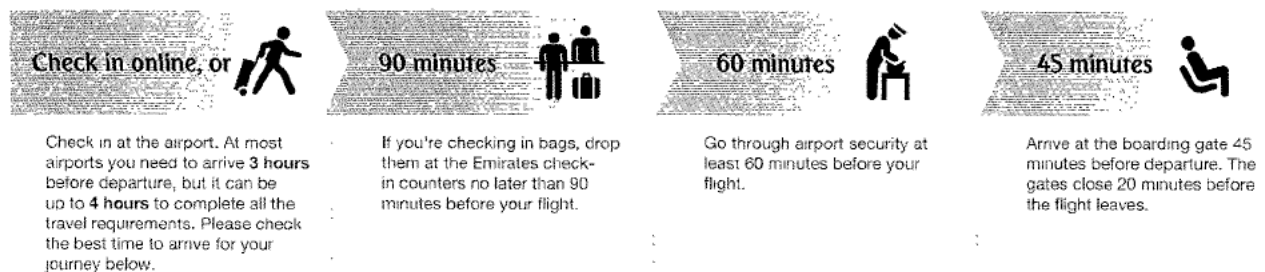 Check in online, or
90 minutes
60 minutes
45 minutes
Check in at the airport. At most
airports you need to arrive 3 hours
before departure, but it can be
up to 4 hours to complete all the
travel requirements. Please check
the best time to arrive for your
journey below.
If you're checking in bags, drop
them at the Emirates check-
in counters no later than 90
minutes before your flight.
Go through airport security at
least 60 minutes before your
flight.
Arrive at the boarding gate 45
minutes before departure. The
gates close 20 minutes before
the flight leaves.